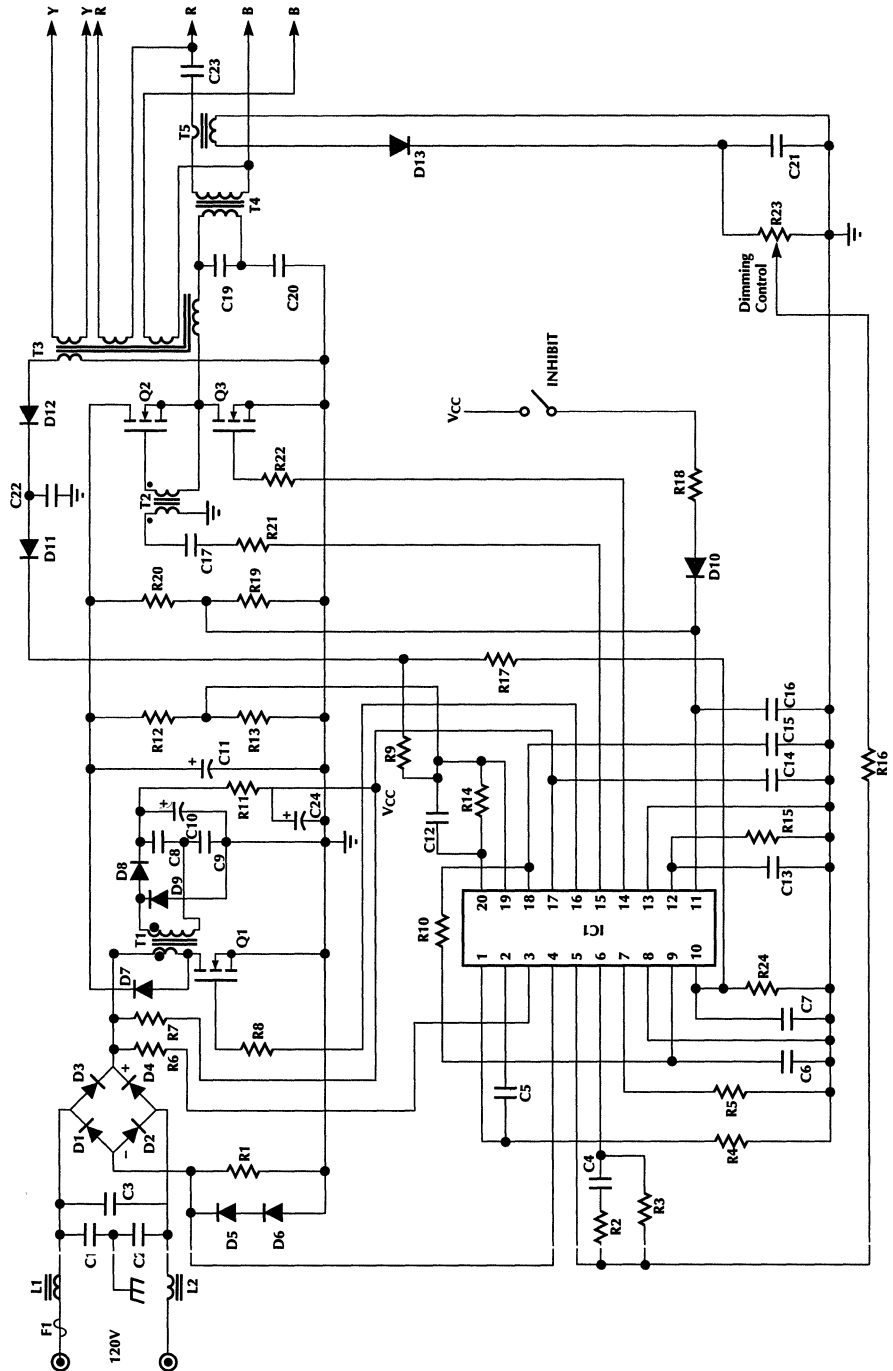 Y
Y
R
R
B
B
C23
T5
D13
C21
T4
R23
Dimming
Control
C19
C20
T3
D12
Q2
Q3
VCC
INHIBIT
C22
T2
R22
R18
D11
C17
R21
D10
R20
R19
R17
R12
R13
C11
R9
C16
C15
C14
R16
R11
C10
C24
VCC
R14
C12
R15
C13
D8
C8
C9
D9
T1
Q1
D7
R10
20
19
18
17
16
15
14
13
12
11
IC1
1
2
3
4
5
6
7
8
9
10
R24
C7
R7
R6
R8
C6
D3
D4
+
D1
D2
−
C5
R5
R4
R1
C3
C1
C2
D5
D6
C4
R2
R3
L1
L2
F1
120V